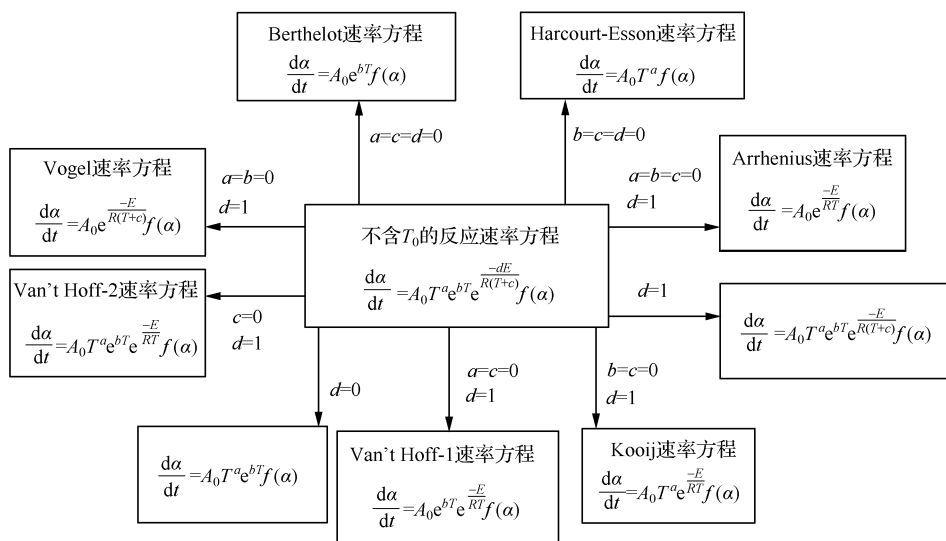 Berthelot速率方程
dα/dt=A₀e^{bT}f(α)
Harcourt-Esson速率方程
dα/dt=A₀T^{a}f(α)
a=c=d=0
b=c=d=0
Vogel速率方程
dα/dt=A₀e^{-E/R(T+c)}f(α)
a=b=0
d=1
a=b=c=0
d=1
Arrhenius速率方程
dα/dt=A₀e^{-E/RT}f(α)
不含T₀的反应速率方程
dα/dt=A₀T^{a}e^{bT}e^{-dE/R(T+c)}f(α)
Van't Hoff-2速率方程
dα/dt=A₀T^{a}e^{bT}e^{-E/RT}f(α)
c=0
d=1
d=1
dα/dt=A₀T^{a}e^{bT}e^{-E/R(T+c)}f(α)
d=0
a=c=0
d=1
b=c=0
d=1
dα/dt=A₀T^{a}e^{bT}f(α)
Van't Hoff-1速率方程
dα/dt=A₀e^{bT}e^{-E/RT}f(α)
Kooij速率方程
dα/dt=A₀T^{a}e^{-E/RT}f(α)